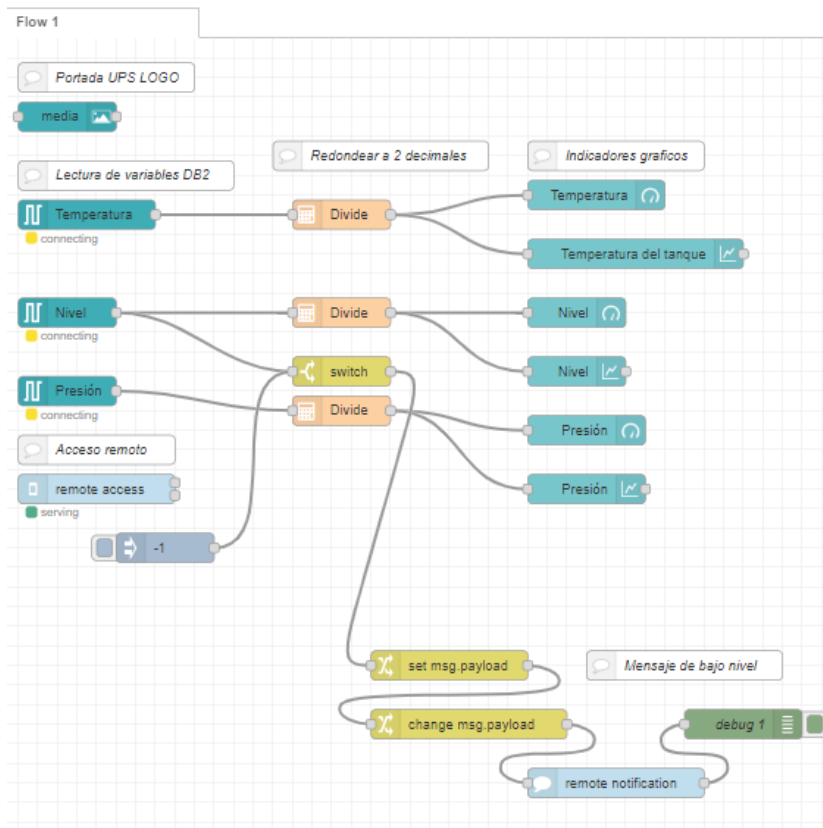 Flow 1
Portada UPS LOGO
media
Redondear a 2 decimales
Indicadores graficos
Lectura de variables DB2
Temperatura
Divide
Temperatura
connecting
Temperatura del tanque
Nivel
Divide
Nivel
connecting
switch
Nivel
Presión
Divide
connecting
Presión
Acceso remoto
remote access
Presión
serving
-1
set msg.payload
Mensaje de bajo nivel
change msg.payload
debug 1
remote notification